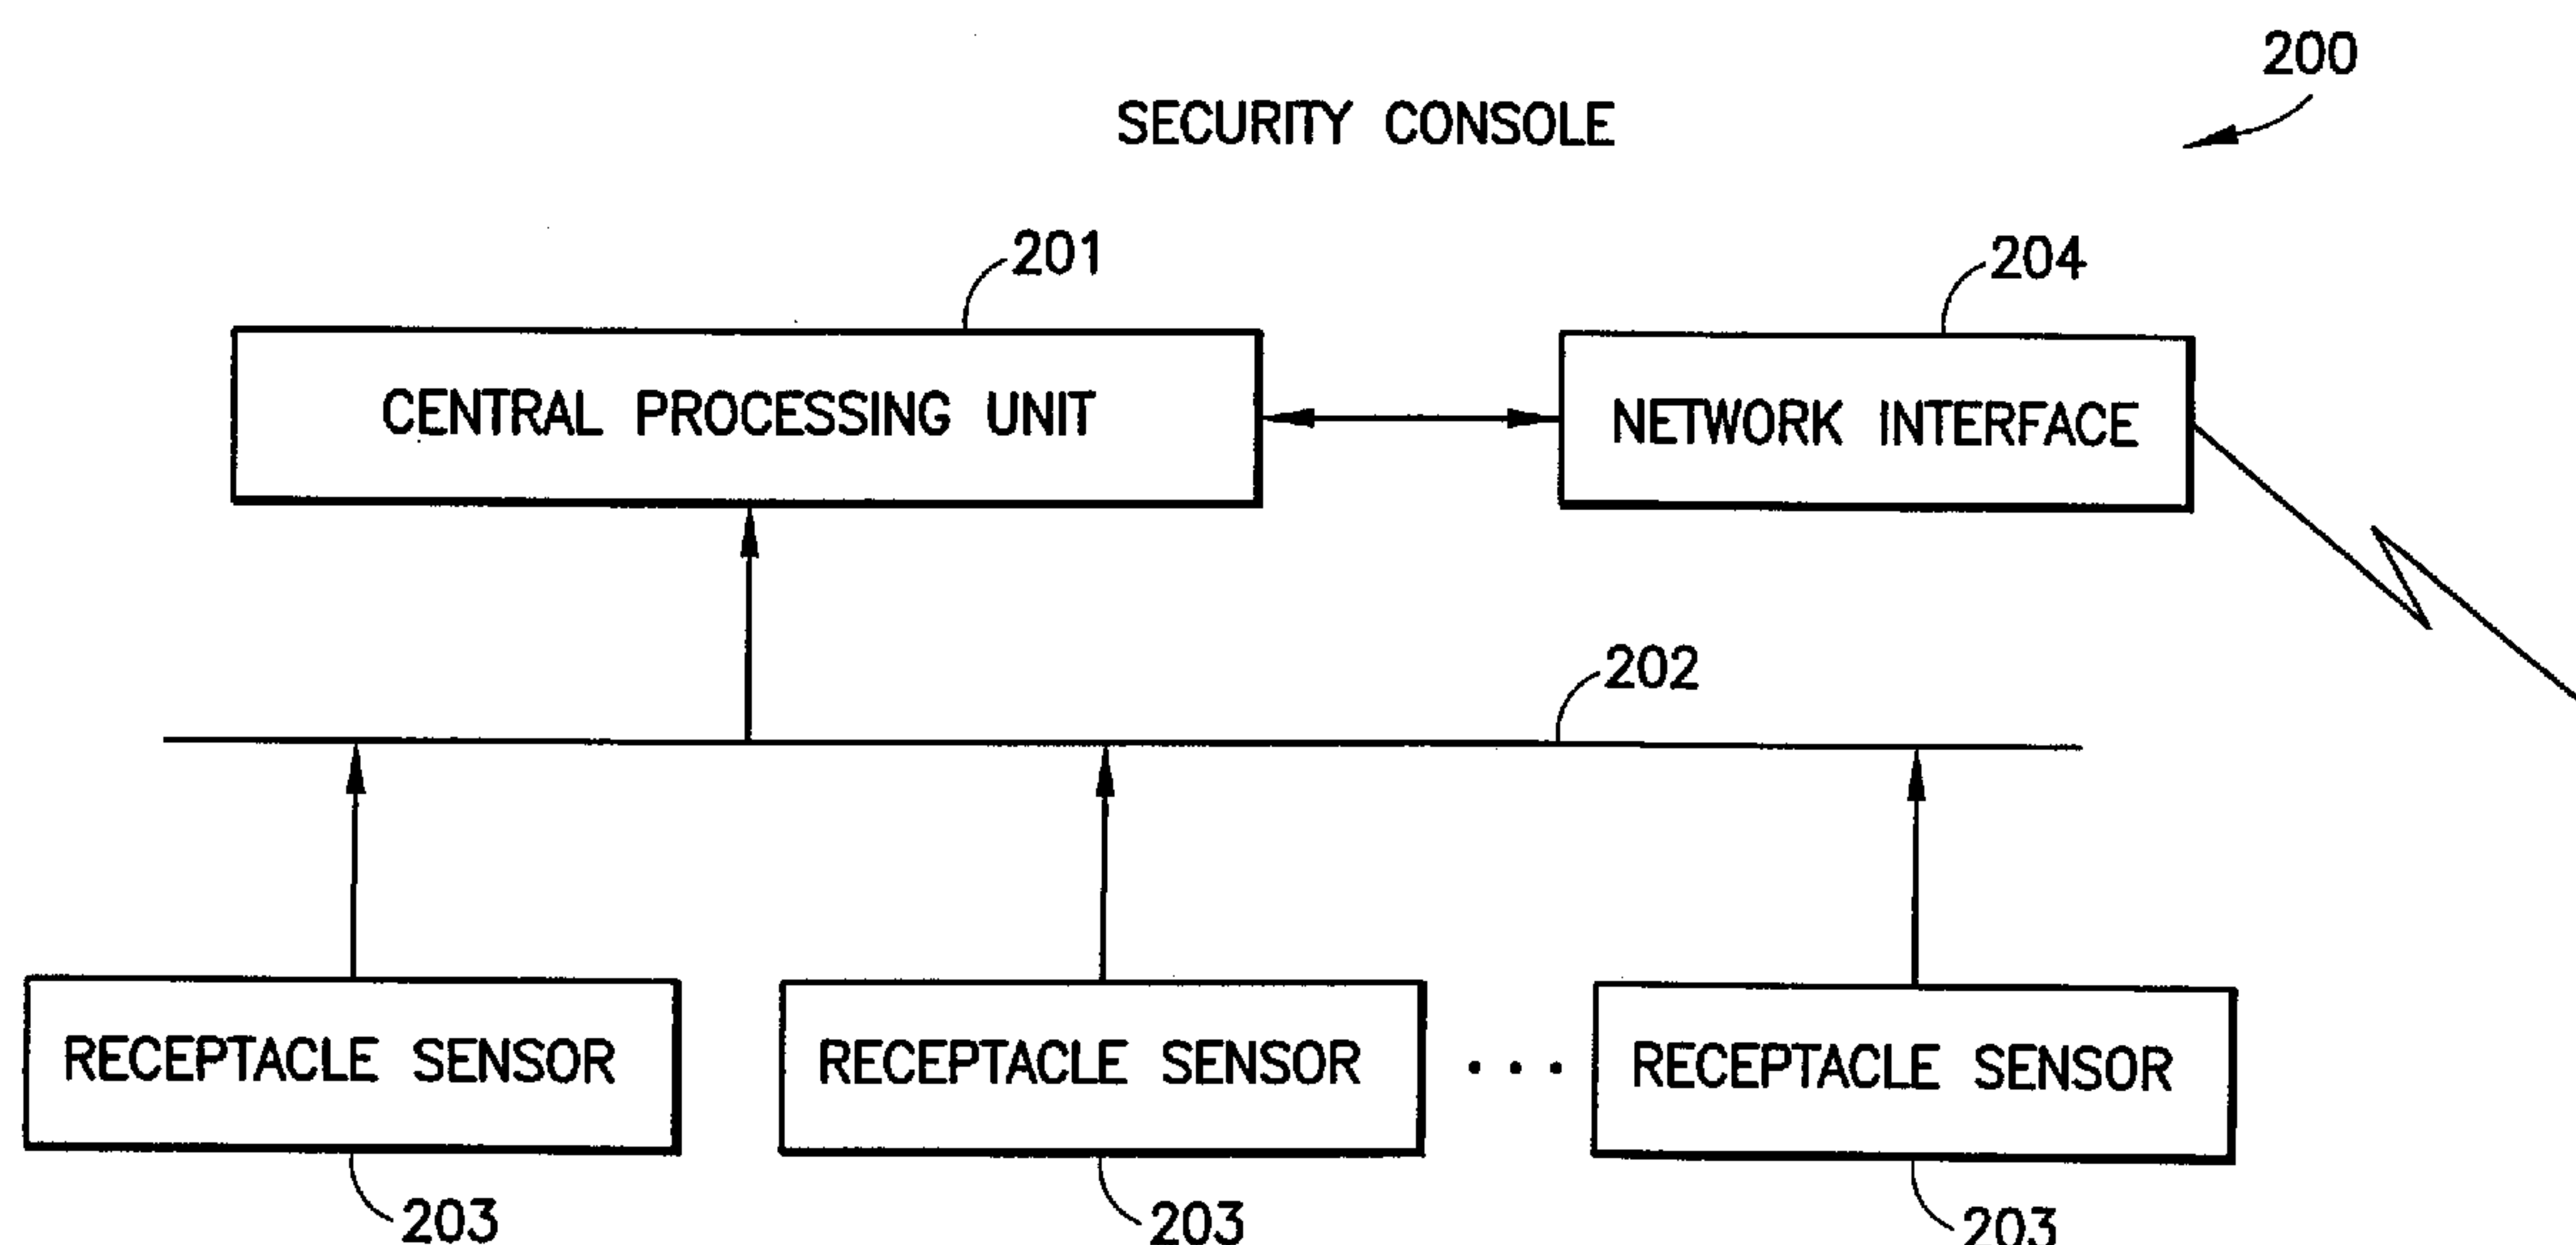 200
SECURITY CONSOLE
201
204
CENTRAL PROCESSING UNIT
NETWORK INTERFACE
202
RECEPTACLE SENSOR
RECEPTACLE SENSOR
...
RECEPTACLE SENSOR
203
203
203